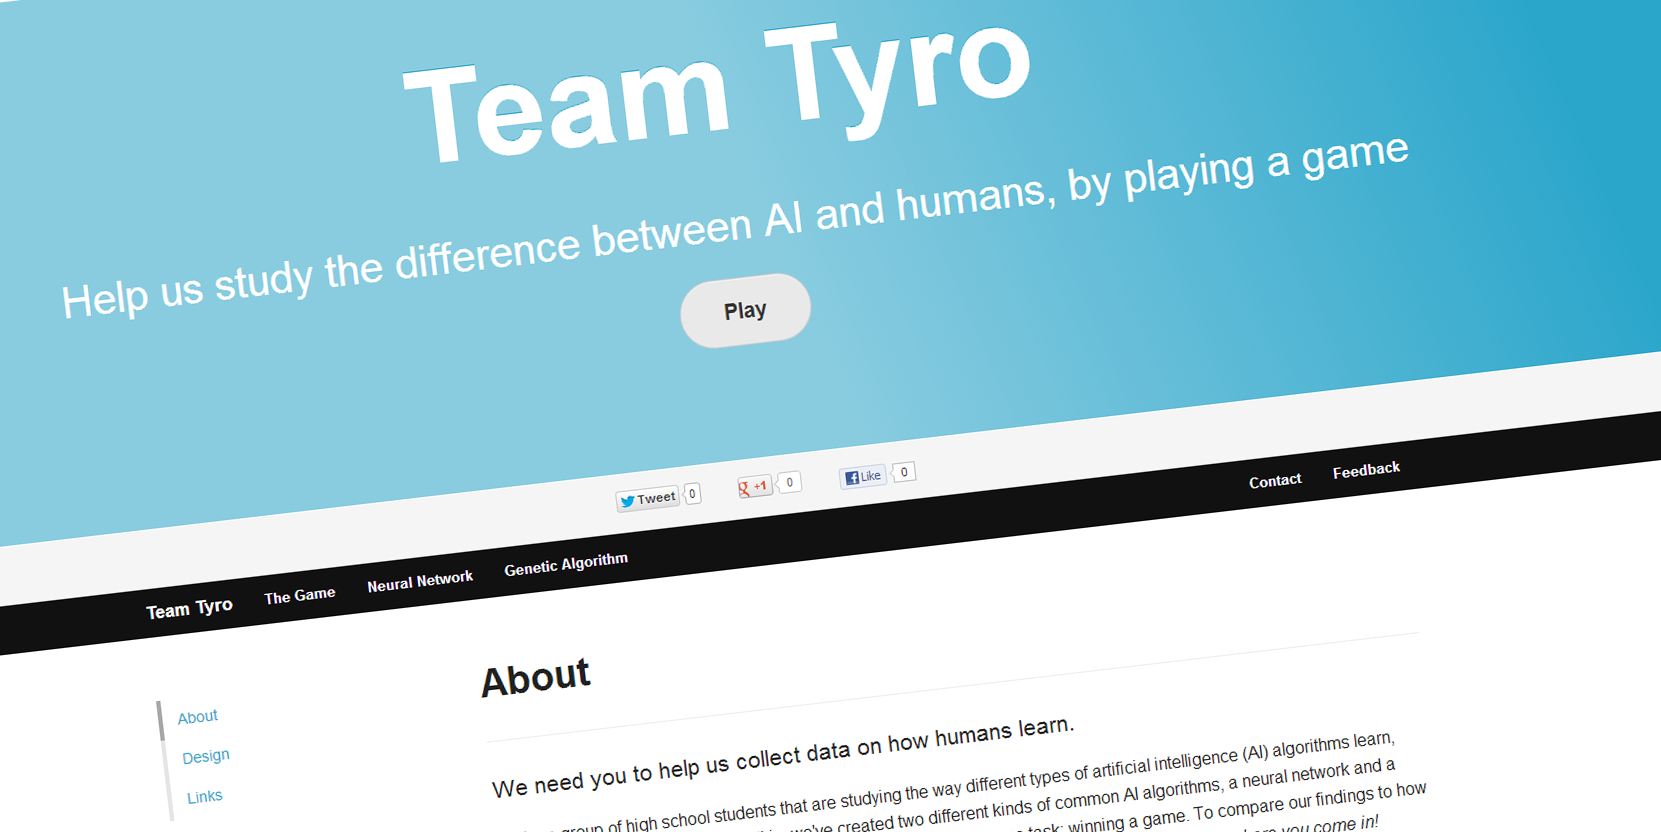 Team Tyro
Help us study the difference between AI and humans, by playing a game
Play
Tweet 0 +1 0 Like 0
Team Tyro The Game Neural Network Genetic Algorithm Contact Feedback
About
Design
Links
About
We need you to help us collect data on how humans learn.
group of high school students that are studying the way different types of artificial intelligence (AI) algorithms learn,
we've created two different kinds of common AI algorithms, a neural network and a
task: winning a game. To compare our findings to how
you come in!